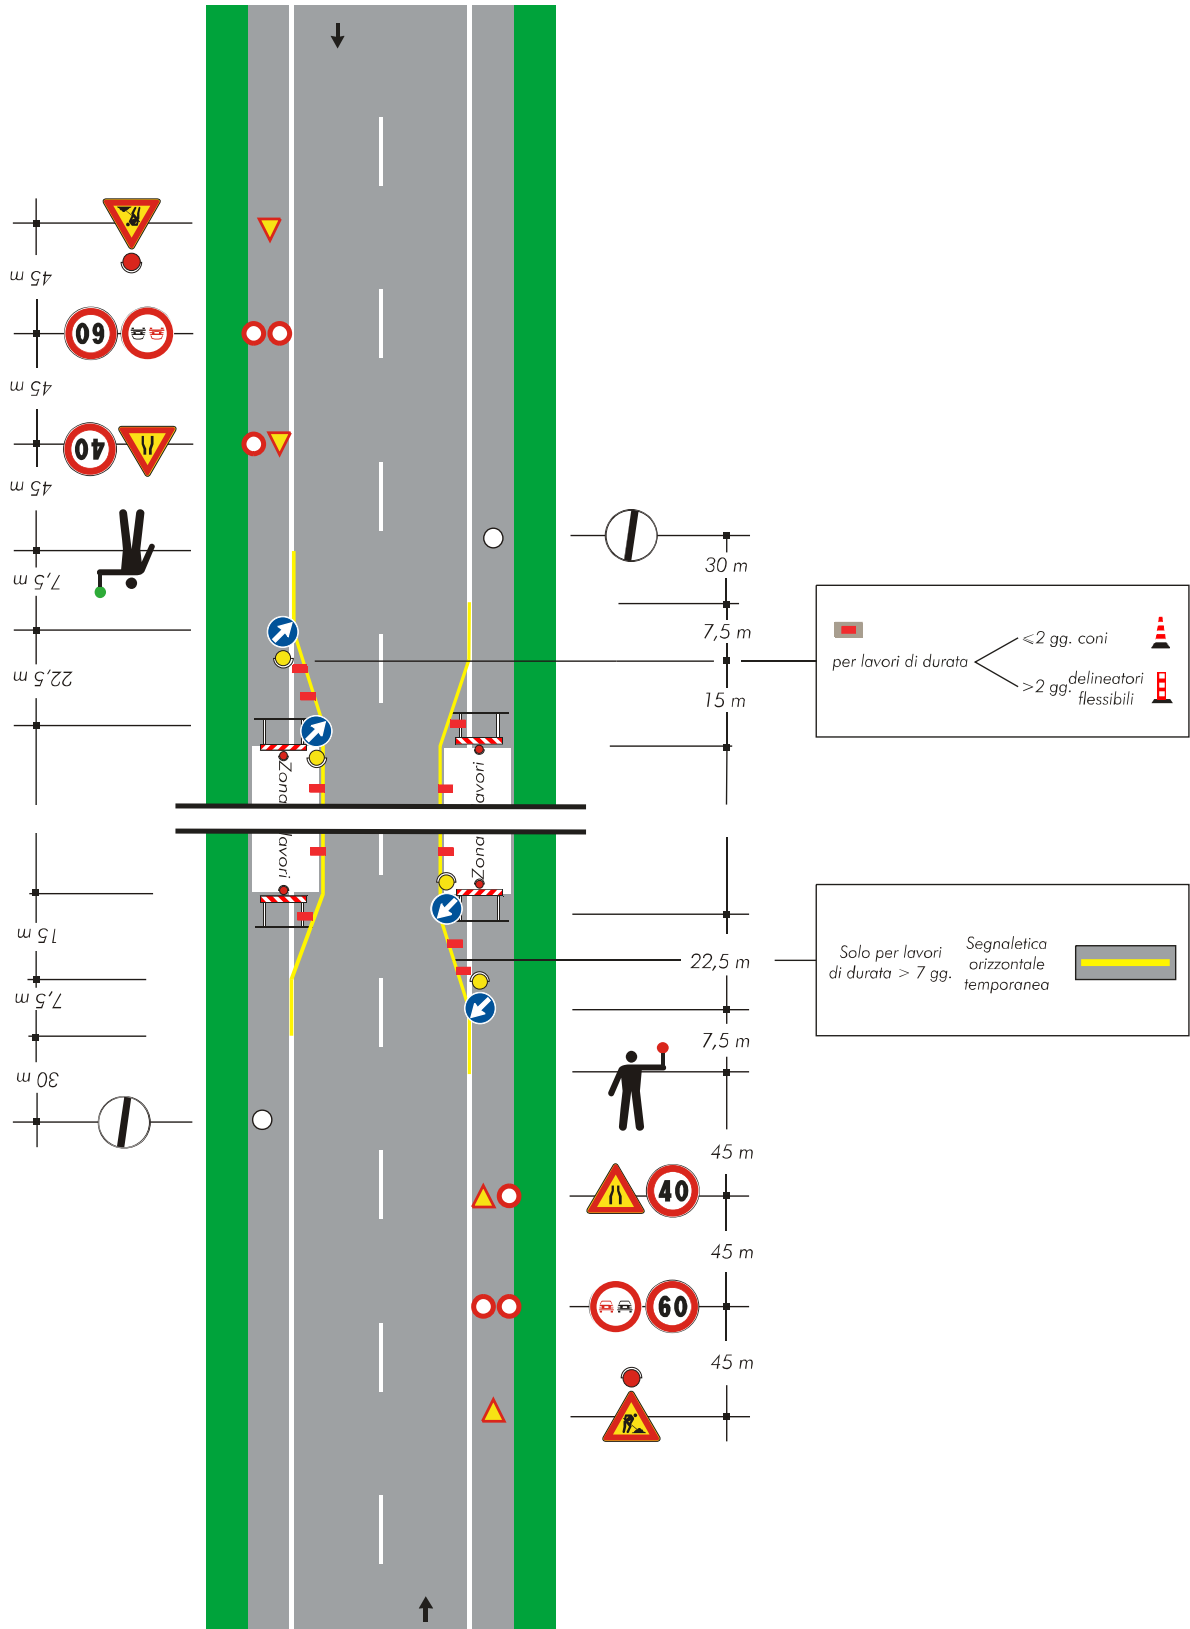 45 m
60
45 m
40
45 m
7,5 m
22,5 m
30 m
7,5 m
15 m
per lavori di durata
⩽2 gg. coni
>2 gg. delineatori
flessibili
Zona
lavori
Zona
avori
15 m
7,5 m
30 m
22,5 m
7,5 m
Solo per lavori
di durata > 7 gg.
Segnaletica
orizzontale
temporanea
45 m
40
45 m
60
45 m